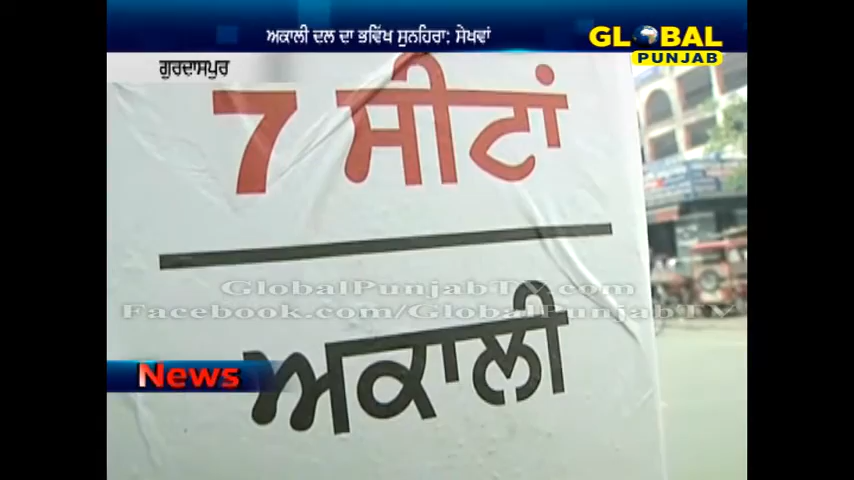 ਅਕਾਲੀ ਦਲ ਦਾ ਭਵਿੱਖ ਸੁਨਹਿਰਾ: ਸੇਖਵਾਂ
GLOBAL
PUNJAB
ਗੁਰਦਾਸਪੁਰ
7 ਸੀਟਾਂ
GlobalPunjabTV.com
Facebook.com/GlobalPunjabTV
ਅਕਾਲੀ
News